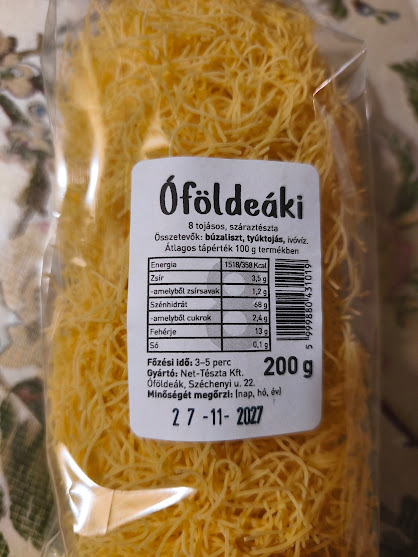 Óföldeáki
8 tojásos, száraztészta
Összetevők: búzaliszt, tyúktojás, ivóvíz.
Átlagos tápérték 100 g termékben
Energia 1518/358 Kcal
Zsír 3,5 g
-amelyből zsírsavak 1,2 g
Szénhidrát 68 g
-amelyből cukrok 2,4 g
Fehérje 13 g
Só 0,1 g
5 999880 431019
Főzési idő: 3-5 perc
Gyártó: Net-Tészta Kft.
Óföldeák, Széchenyi u. 22.
200 g
Minőségét megőrzi: (nap, hó, év)
27 -11- 2027